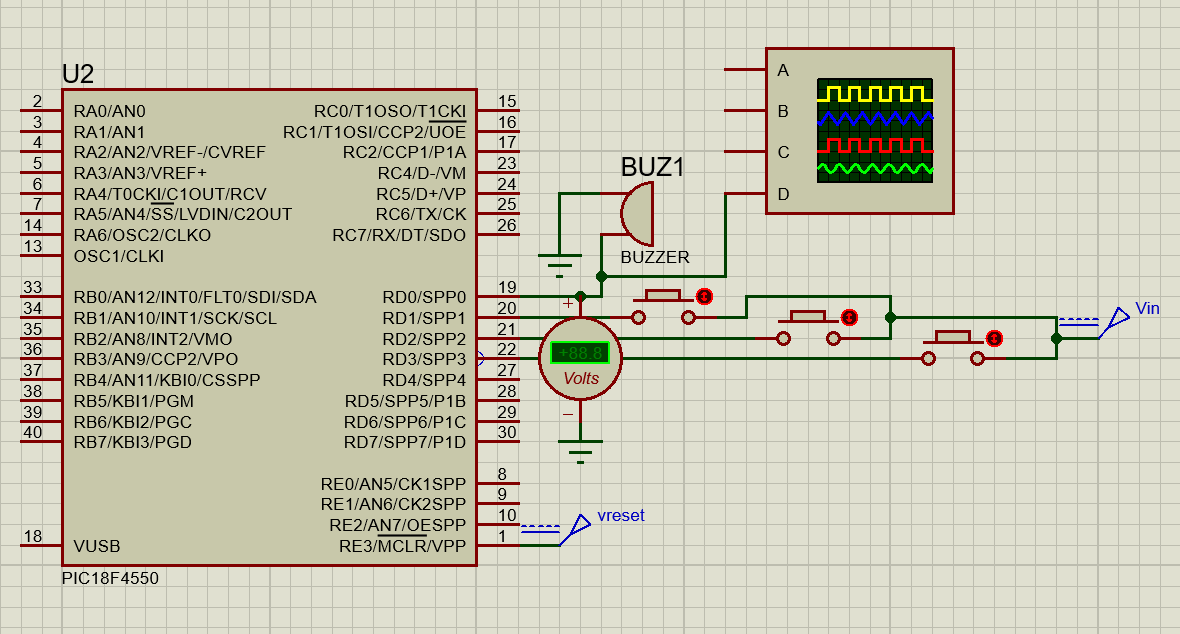 U2
2 RA0/AN0
3 RA1/AN1
4 RA2/AN2/VREF-/CVREF
5 RA3/AN3/VREF+
6 RA4/T0CKI/C1OUT/RCV
7 RA5/AN4/SS/LVDIN/C2OUT
14 RA6/OSC2/CLKO
13 OSC1/CLKI
33 RB0/AN12/INT0/FLT0/SDI/SDA
34 RB1/AN10/INT1/SCK/SCL
35 RB2/AN8/INT2/VMO
36 RB3/AN9/CCP2/VPO
37 RB4/AN11/KBI0/CSSPP
38 RB5/KBI1/PGM
39 RB6/KBI2/PGC
40 RB7/KBI3/PGD
18 VUSB
RC0/T1OSO/T1CKI 15
RC1/T1OSI/CCP2/UOE 16
RC2/CCP1/P1A 17
RC4/D-/VM 23
RC5/D+/VP 24
RC6/TX/CK 25
RC7/RX/DT/SDO 26
RD0/SPP0 19
RD1/SPP1 20
RD2/SPP2 21
RD3/SPP3 22
RD4/SPP4 27
RD5/SPP5/P1B 28
RD6/SPP6/P1C 29
RD7/SPP7/P1D 30
RE0/AN5/CK1SPP 8
RE1/AN6/CK2SPP 9
RE2/AN7/OESPP 10
RE3/MCLR/VPP 1
PIC18F4550
BUZ1
BUZZER
A
B
C
D
+
+88.8
Volts
−
Vin
vreset